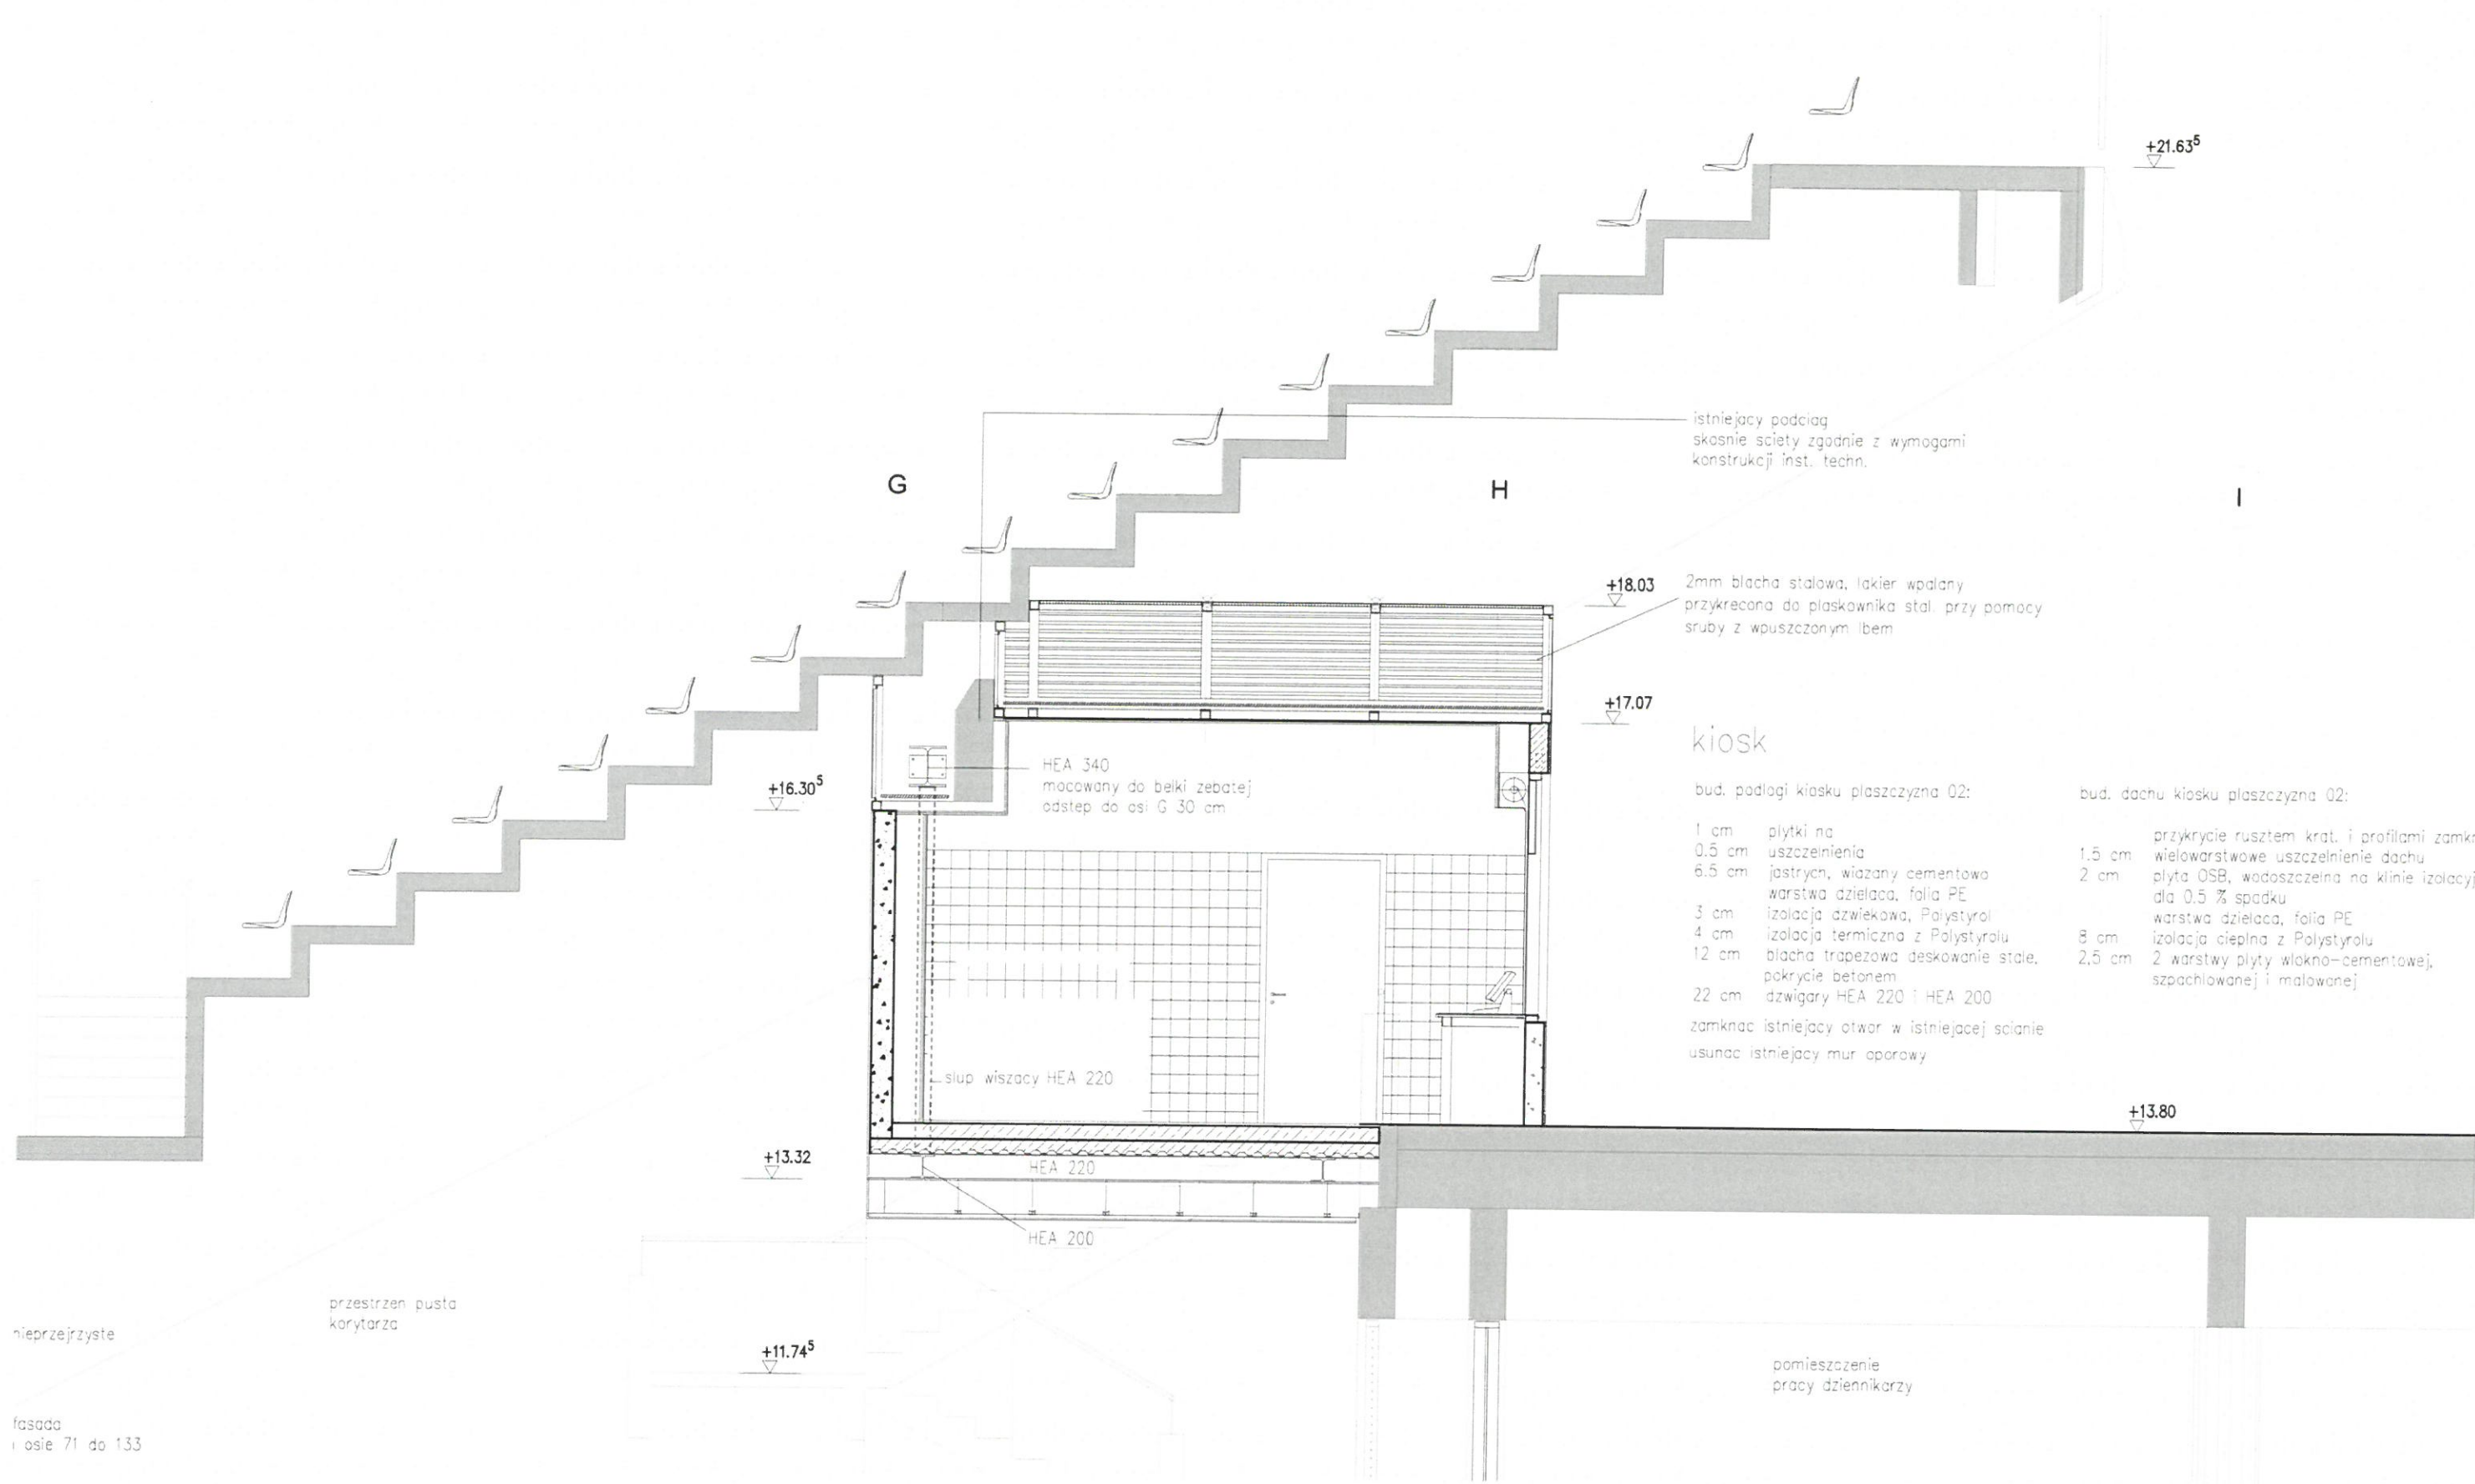 +21.63⁵
istniejacy podciag
skosnie sciety zgodnie z wymogami
konstrukcji inst. techn.
G
H
I
+18.03
2mm blacha stalowa, lakier wpalany
przykrecona do plaskownika stal. przy pomocy
sruby z wpuszczonym lbem
+17.07
kiosk
HEA 340
mocowany do belki zebatej
odstep do osi G 30 cm
+16.30⁵
bud. podlogi kiosku plaszczyzna 02:
1 cm plytki na
0.5 cm uszczelnienia
6.5 cm jastrych, wiazany cementowo
warstwa dzielaca, folia PE
3 cm izolacja dzwiekowa, Polystyrol
4 cm izolacja termiczna z Polystyrolu
12 cm blacha trapezowa deskowanie stale,
pokrycie betonem
22 cm dzwigary HEA 220 i HEA 200
zamknac istniejacy otwor w istniejacej scianie
usunac istniejacy mur oporowy
bud. dachu kiosku plaszczyzna 02:
przykrycie rusztem krat. i profilami zamk
1.5 cm wielowarstwowe uszczelnienie dachu
2 cm plyta OSB, wodoszczelna na klinie izolacyj
dla 0.5 % spadku
warstwa dzielaca, folia PE
8 cm izolacja cieplna z Polystyrolu
2,5 cm 2 warstwy plyty wlokno-cementowej,
szpachlowanej i malowanej
slup wiszacy HEA 220
+13.80
+13.32
HEA 220
HEA 200
przestrzen pusta
korytarza
nieprzejrzyste
+11.74⁵
pomieszczenie
pracy dziennikarzy
fasada
osie 71 do 133